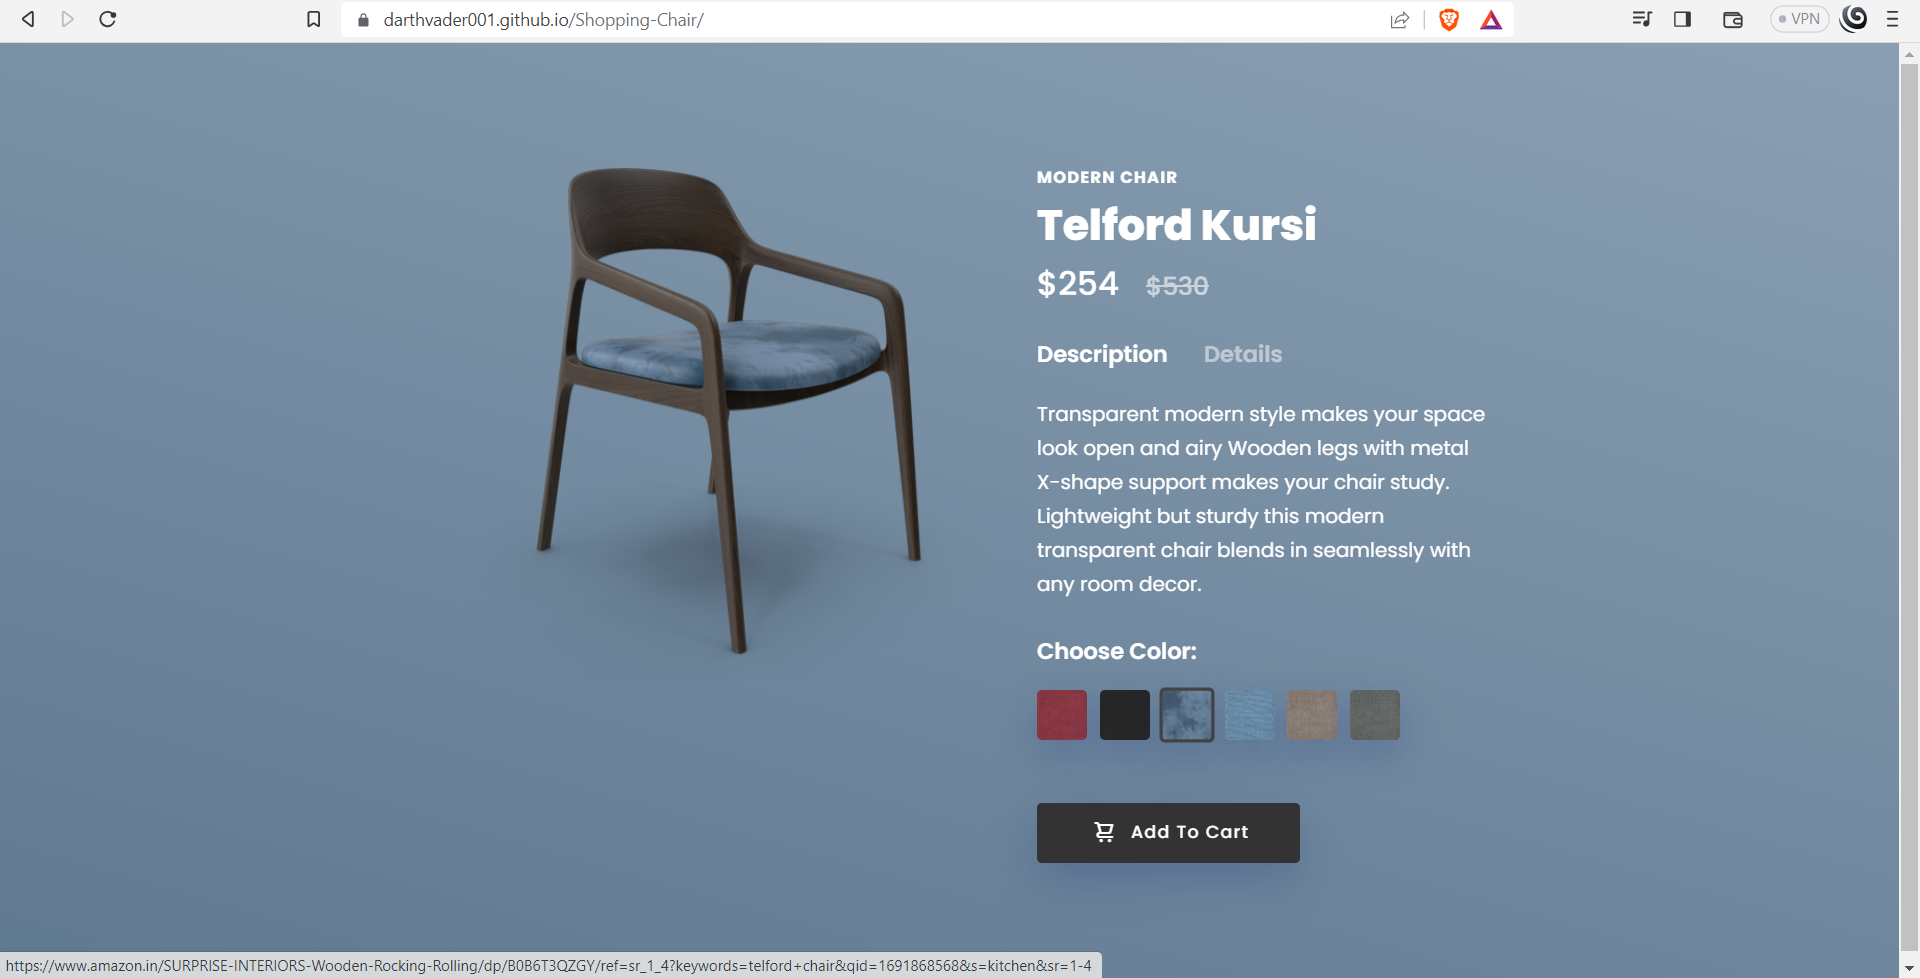 darthvader001.github.io/Shopping-Chair/
VPN
MODERN CHAIR
Telford Kursi
$254 $530
Description Details
Transparent modern style makes your space
look open and airy Wooden legs with metal
X-shape support makes your chair study.
Lightweight but sturdy this modern
transparent chair blends in seamlessly with
any room decor.
Choose Color:
Add To Cart
https://www.amazon.in/SURPRISE-INTERIORS-Wooden-Rocking-Rolling/dp/B0B6T3QZGY/ref=sr_1_4?keywords=telford+chair&qid=1691868568&s=kitchen&sr=1-4